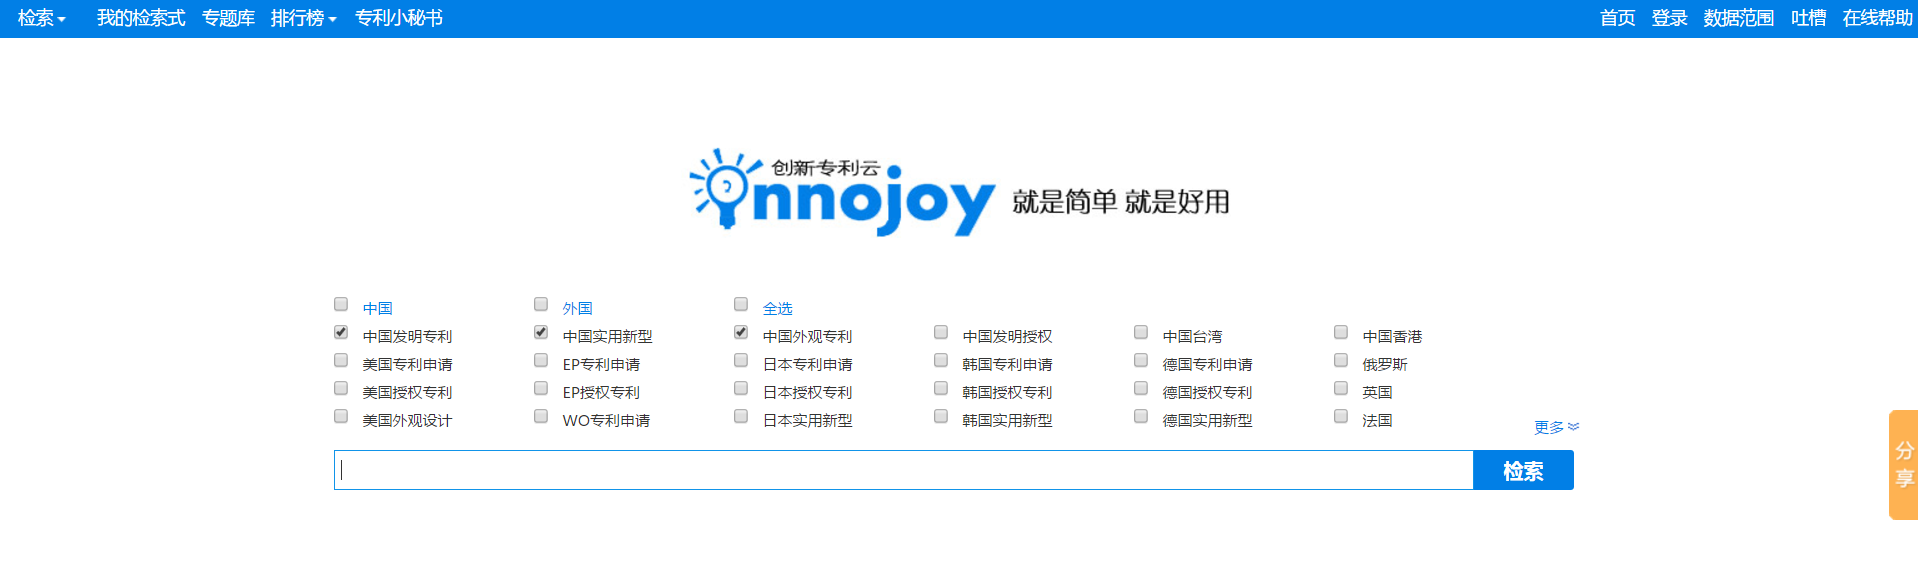 检索 我的检索式 专题库 排行榜 专利小秘书 首页 登录 数据范围 吐槽 在线帮助
创新专利云
innojoy 就是简单 就是好用
中国 外国 全选
中国发明专利 中国实用新型 中国外观专利 中国发明授权 中国台湾 中国香港
美国专利申请 EP专利申请 日本专利申请 韩国专利申请 德国专利申请 俄罗斯
美国授权专利 EP授权专利 日本授权专利 韩国授权专利 德国授权专利 英国
美国外观设计 WO专利申请 日本实用新型 韩国实用新型 德国实用新型 法国
更多
检索
分
享